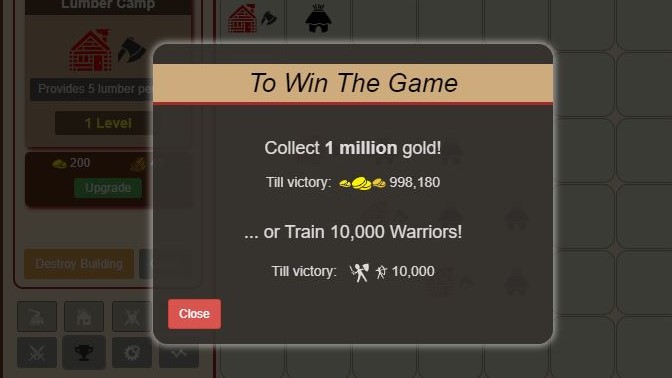 Lumber Camp
Provides 5 lumber pe
1 Level
200
Upgrade
Destroy Building
To Win The Game
Collect 1 million gold!
Till victory: 998,180
... or Train 10,000 Warriors!
Till victory: 10,000
Close